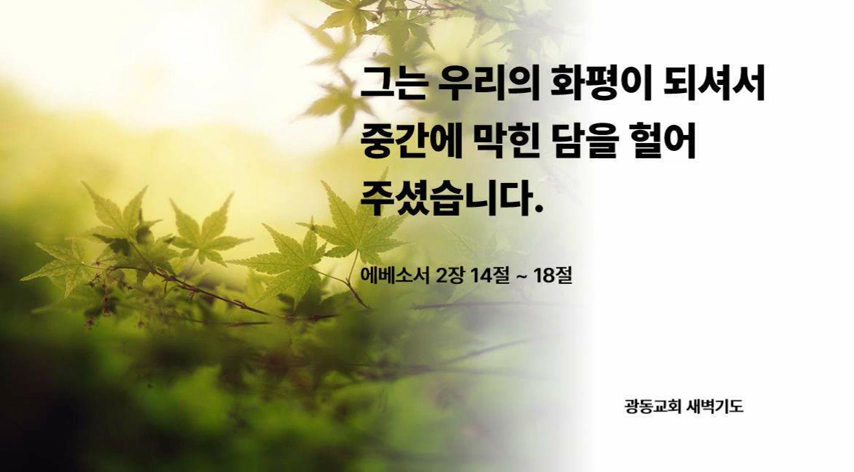 그는 우리의 화평이 되셔서
중간에 막힌 담을 헐어
주셨습니다.
에베소서 2장 14절 ~ 18절
광동교회 새벽기도